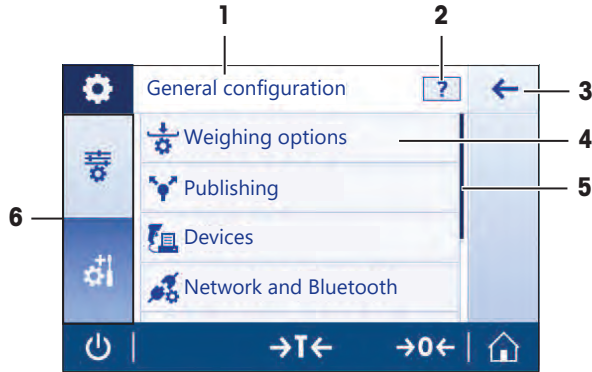 1
2
General configuration
?
3
Weighing options
4
Publishing
5
Devices
6
Network and Bluetooth
→T←
→0←